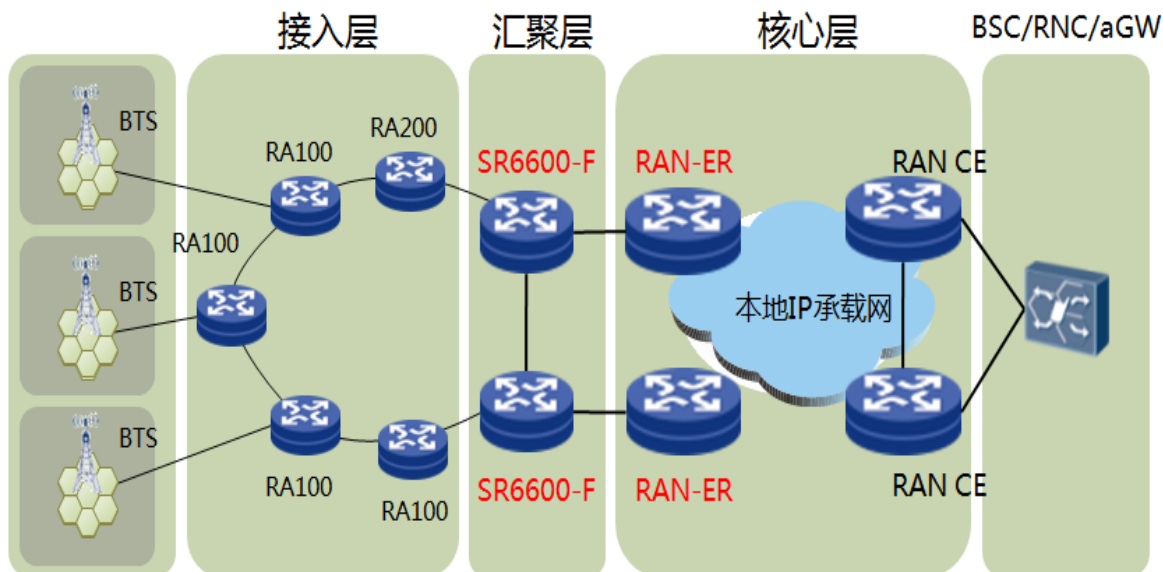 接入层
汇聚层
核心层
BSC/RNC/aGW
BTS
RA100
RA200
SR6600-F
RAN-ER
RAN CE
RA100
BTS
本地IP承载网
BTS
RA100
RA100
SR6600-F
RAN-ER
RAN CE